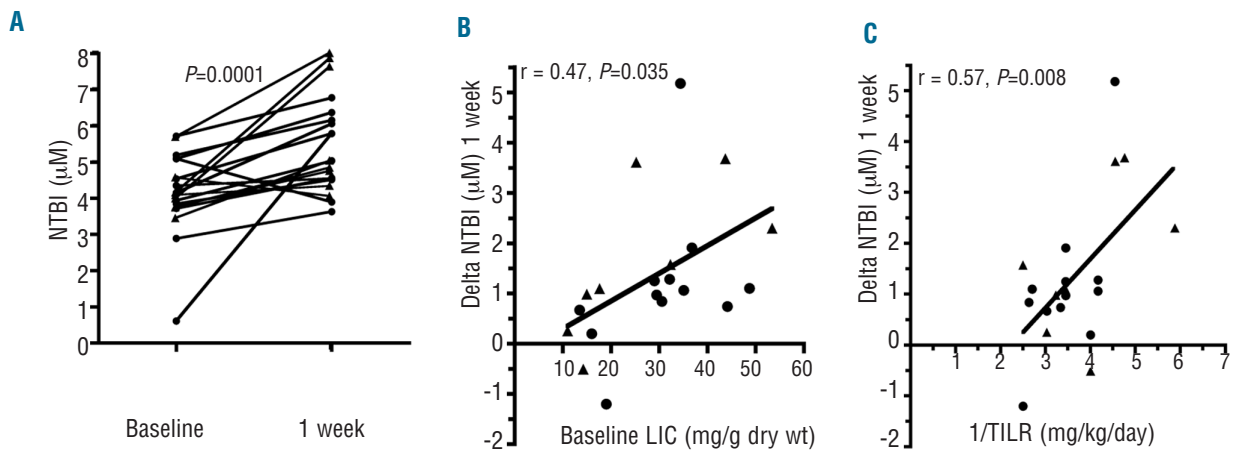 A
NTBI (µM)
8
7
6
5
4
3
2
1
0
P=0.0001
Baseline
1 week
B
Delta NTBI (µM) 1 week
r = 0.47, P=0.035
5
4
3
2
1
0
-1
-2
10 20 30 40 50 60
Baseline LIC (mg/g dry wt)
C
Delta NTBI (µM) 1 week
r = 0.57, P=0.008
5
4
3
2
1
0
-1
-2
1 2 3 4 5 6 7
1/TILR (mg/kg/day)